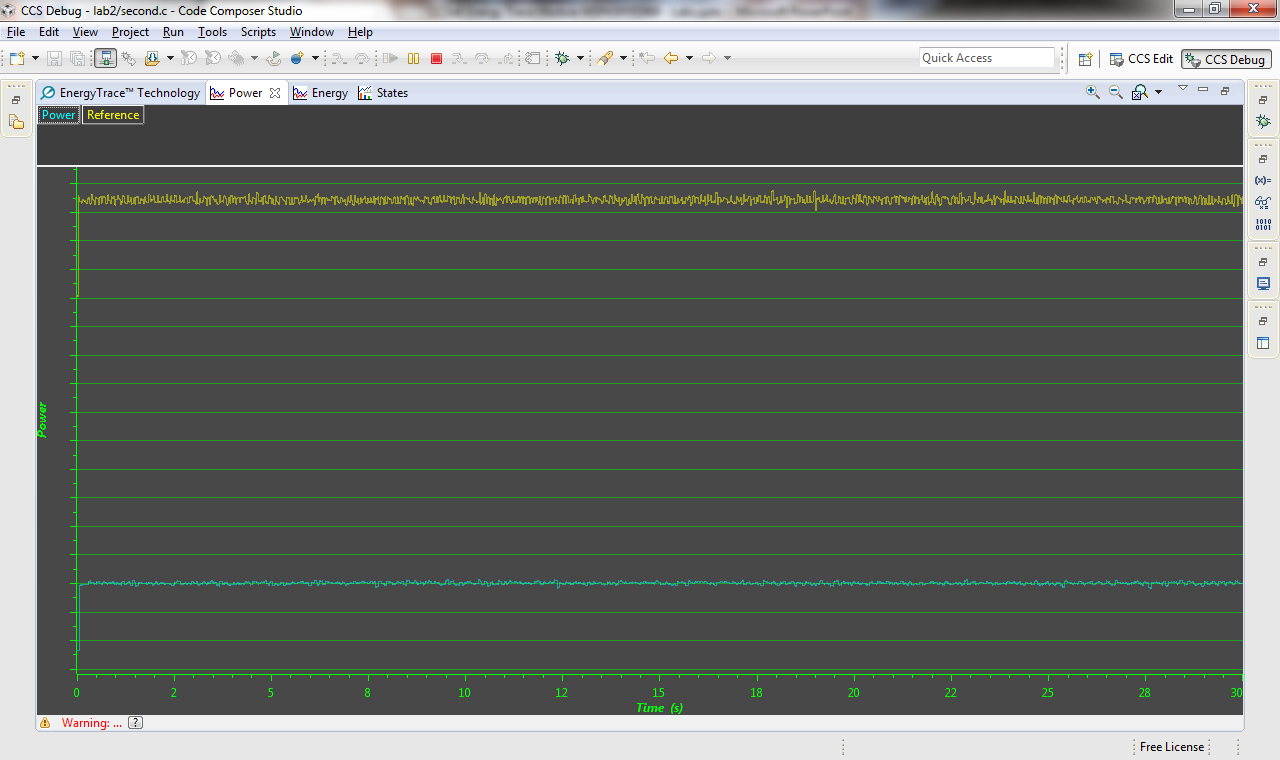 CCS Debug - lab2/second.c - Code Composer Studio
File Edit View Project Run Tools Scripts Window Help
Quick Access
CCS Edit
CCS Debug
EnergyTrace™ Technology
Power
Energy
States
Power
Reference
(x)=
1010
0101
Power
0 2 5 8 10 12 15 18 20 22 25 28 30
Time (s)
Warning: ... ?
Free License